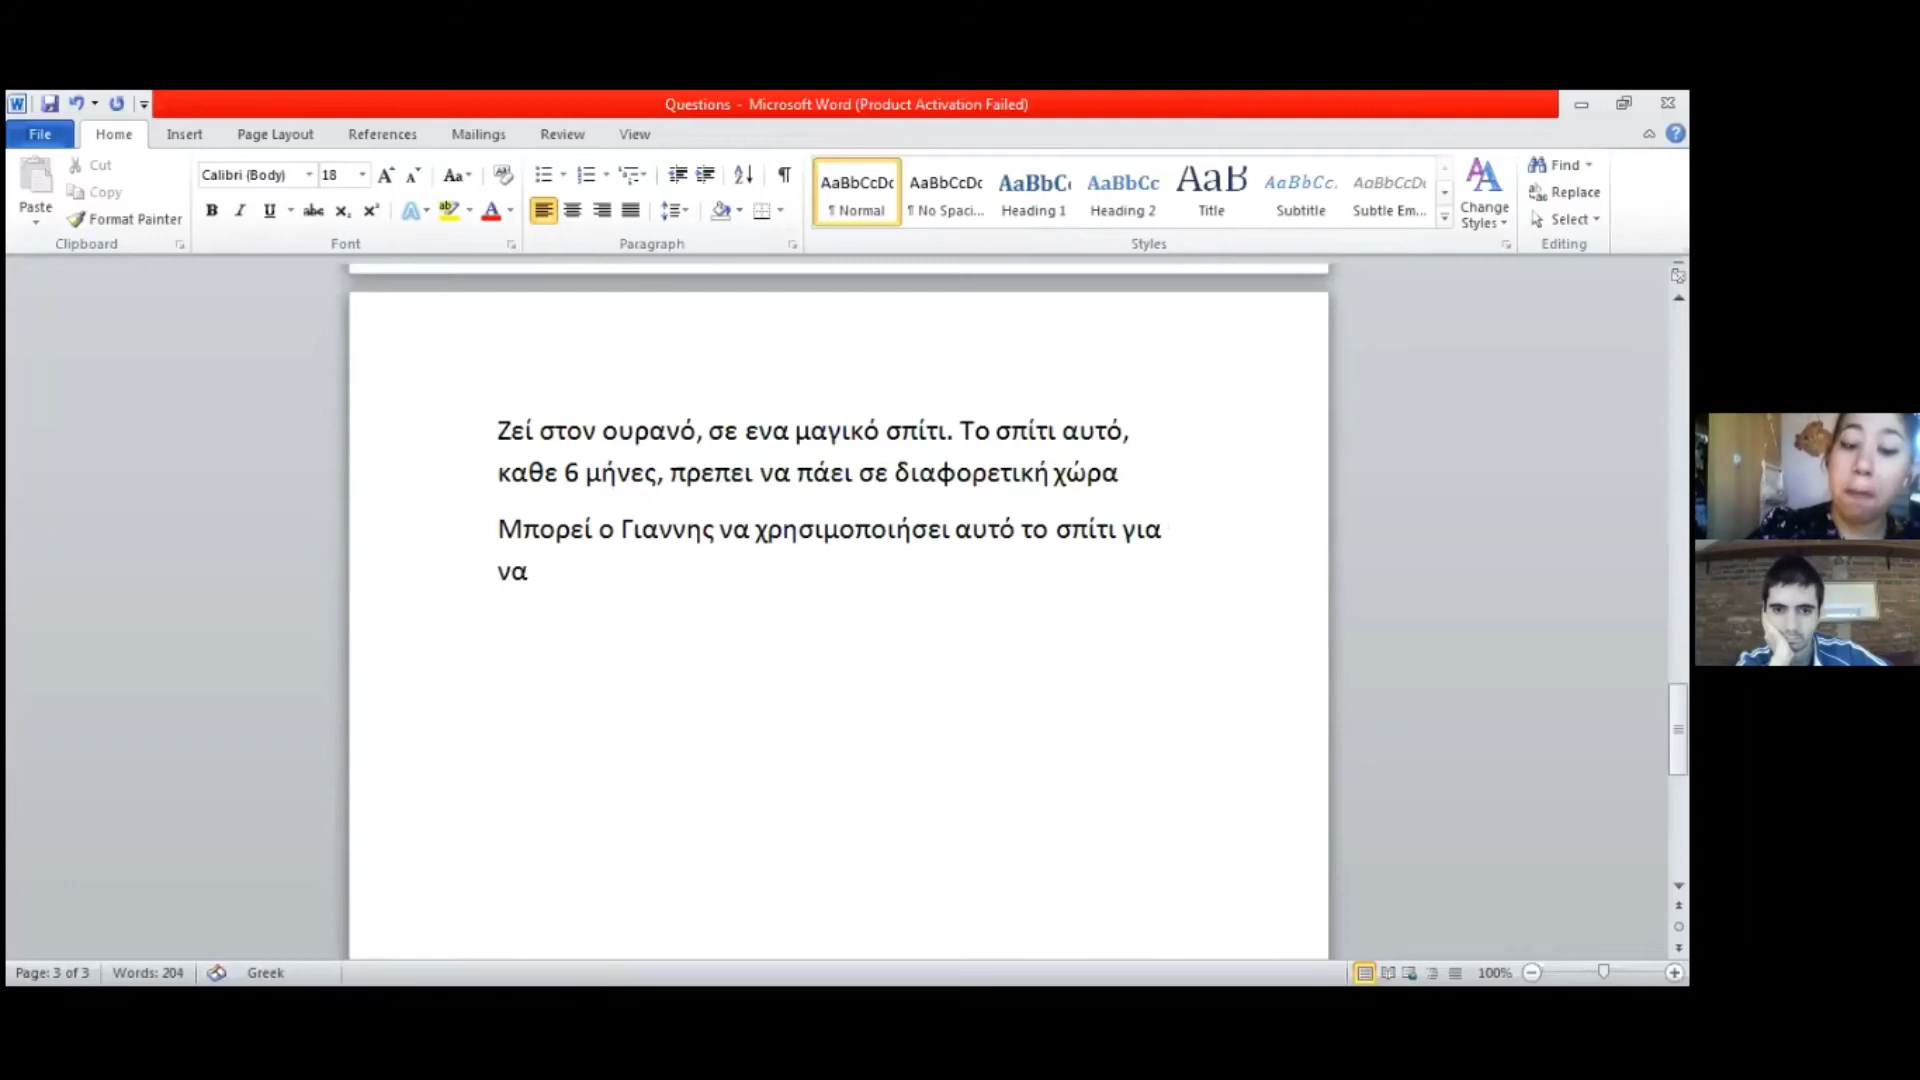 Questions - Microsoft Word (Product Activation Failed)
File Home Insert Page Layout References Mailings Review View
Cut
Copy
Format Painter
Paste
Clipboard
Calibri (Body) 18
Font
Paragraph
AaBbCcDc AaBbCcDc AaBbC AaBbCc AaB AaBbCc. AaBbCcDc
¶ Normal ¶ No Spaci... Heading 1 Heading 2 Title Subtitle Subtle Em...
Styles
Change Styles
Find
Replace
Select
Editing
Ζεί στον ουρανό, σε ενα μαγικό σπίτι. Το σπίτι αυτό,
καθε 6 μήνες, πρεπει να πάει σε διαφορετική χώρα
Μπορεί ο Γιαννης να χρησιμοποιήσει αυτό το σπίτι για
να
Page: 3 of 3 Words: 204 Greek 100%